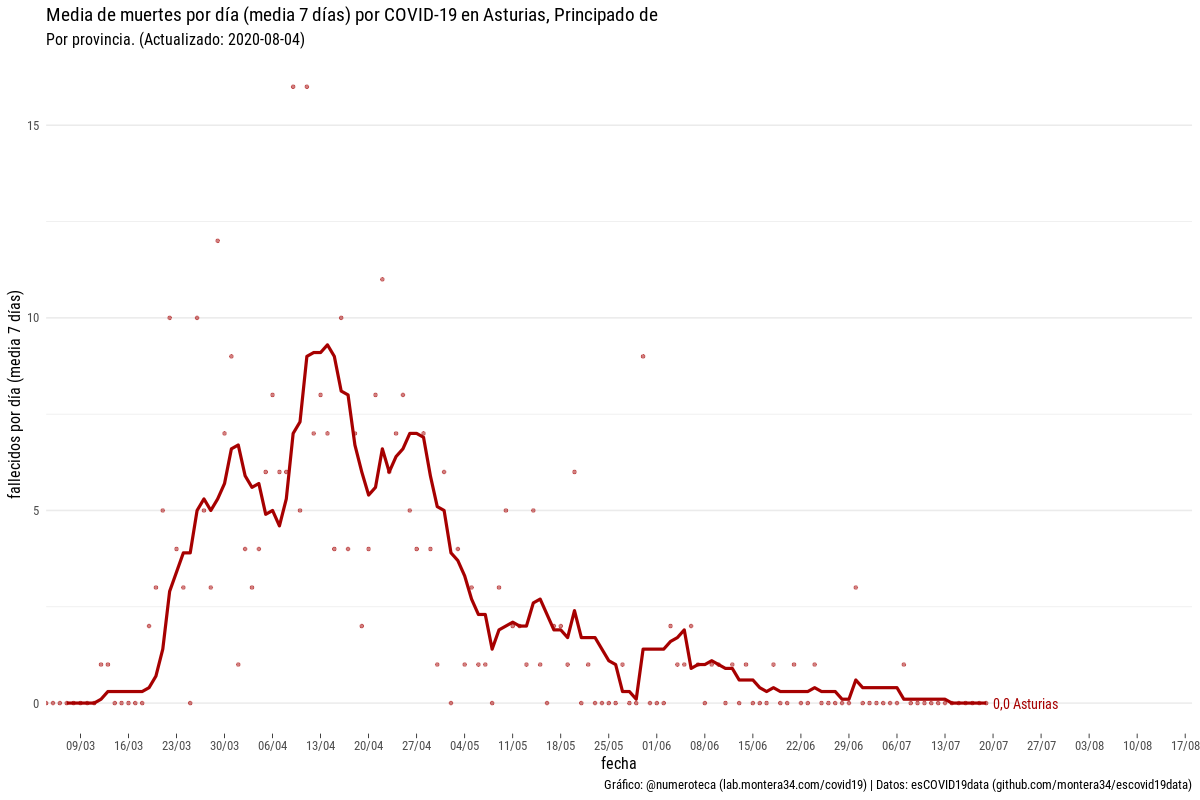 Media de muertes por día (media 7 días) por COVID-19 en Asturias, Principado de
Por provincia. (Actualizado: 2020-08-04)
fallecidos por día (media 7 días)
15
10
5
0
0,0 Asturias
09/03 16/03 23/03 30/03 06/04 13/04 20/04 27/04 04/05 11/05 18/05 25/05 01/06 08/06 15/06 22/06 29/06 06/07 13/07 20/07 27/07 03/08 10/08 17/08
fecha
Gráfico: @numeroteca (lab.montera34.com/covid19) | Datos: esCOVID19data (github.com/montera34/escovid19data)